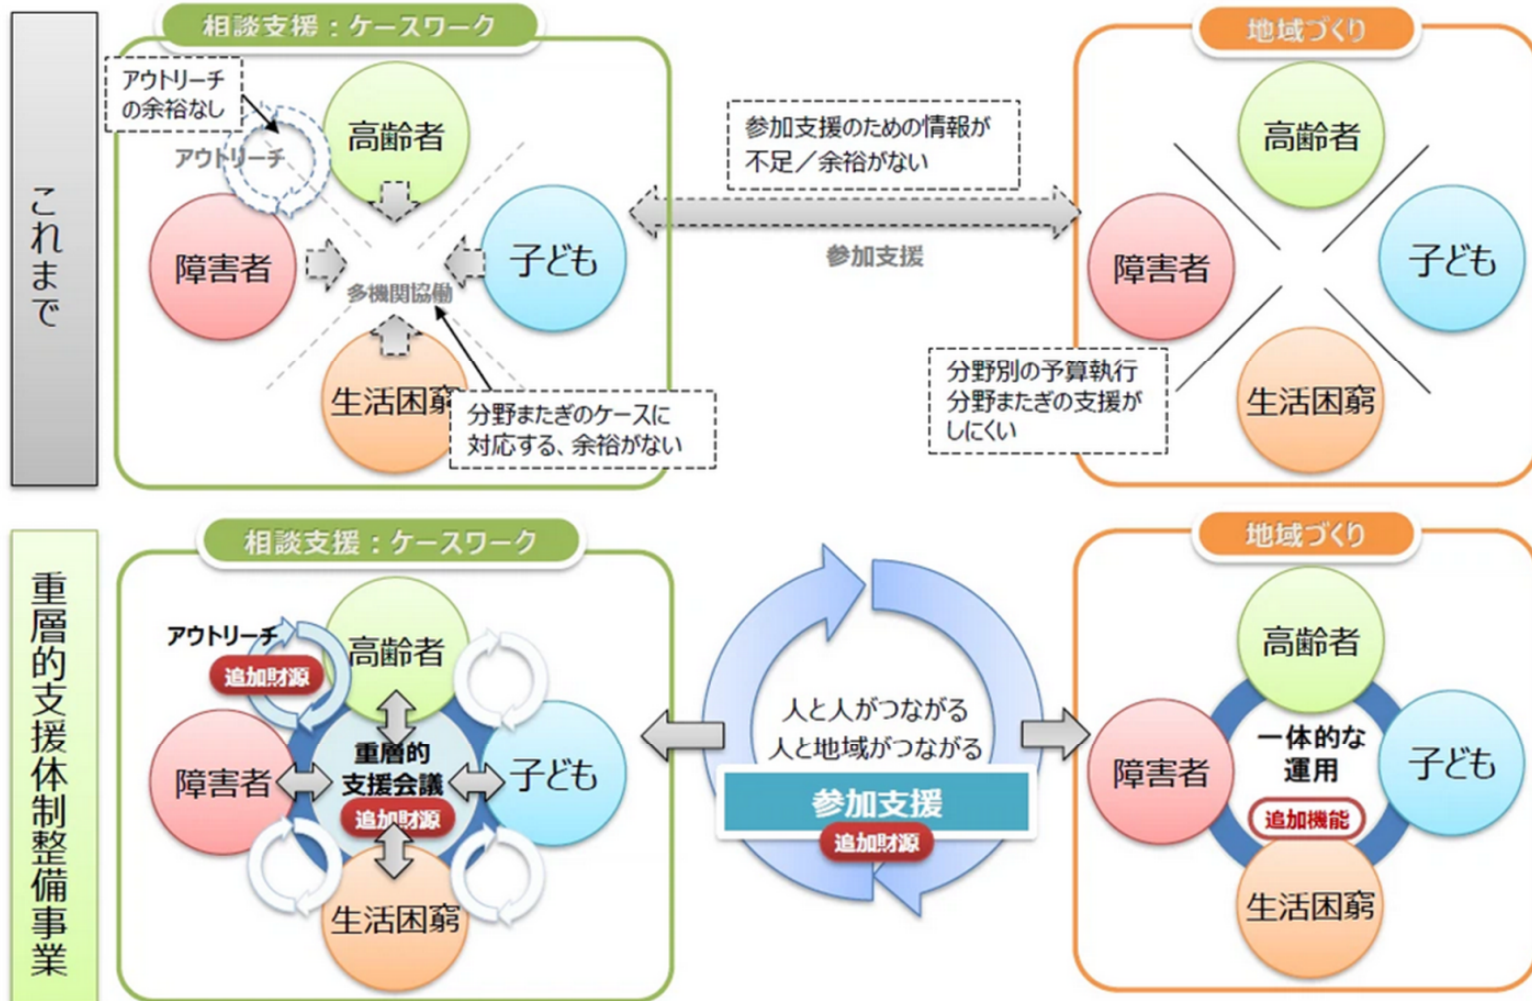 これまで
相談支援：ケースワーク
アウトリーチ
の余裕なし
アウトリーチ
高齢者
障害者
子ども
多機関協働
生活困窮
分野またぎのケースに
対応する、余裕がない
参加支援のための情報が
不足／余裕がない
参加支援
地域づくり
高齢者
障害者
子ども
生活困窮
分野別の予算執行
分野またぎの支援が
しにくい
重層的支援体制整備事業
相談支援：ケースワーク
アウトリーチ
追加財源
高齢者
障害者
子ども
重層的
支援会議
追加財源
生活困窮
人と人がつながる
人と地域がつながる
参加支援
追加財源
地域づくり
高齢者
障害者
子ども
一体的な
運用
追加機能
生活困窮